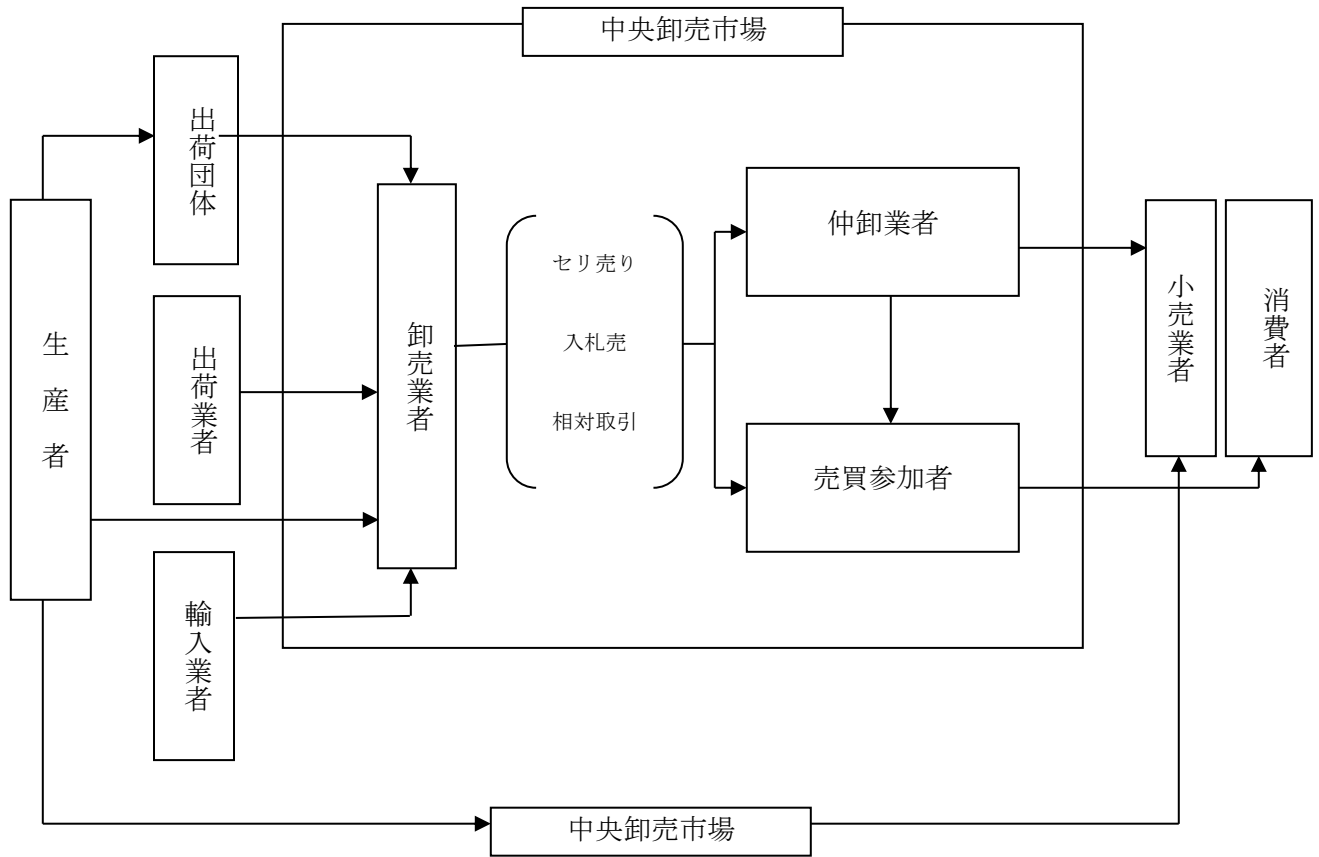 中央卸売市場
出荷団体
生産者
出荷業者
輸入業者
卸売業者
セリ売り
入札売
相対取引
仲卸業者
売買参加者
小売業者
消費者
中央卸売市場